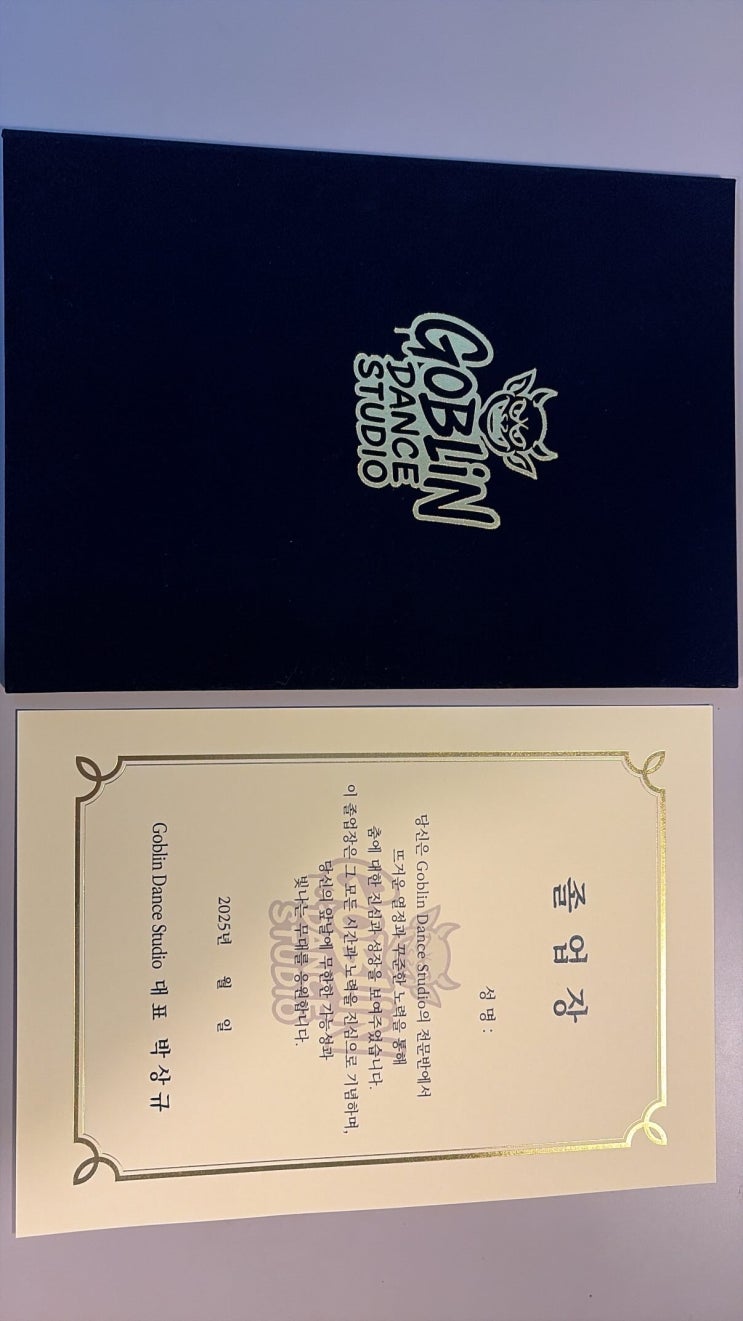 GOBLiN
DANCE
STUDIO
졸업장
성명 :
당신은 Goblin Dance Studio의 전문반에서
뜨거운 열정과 꾸준한 노력을 통해
춤에 대한 진심과 성장을 보여주었습니다.
이 졸업장은 그 모든 시간과 노력을 진심으로 기념하며,
당신의 앞날에 무한한 가능성과
빛나는 무대를 응원합니다.
2025년 월 일
Goblin Dance Studio 대표 박상규
GOBLiN
DANCE
STUDIO